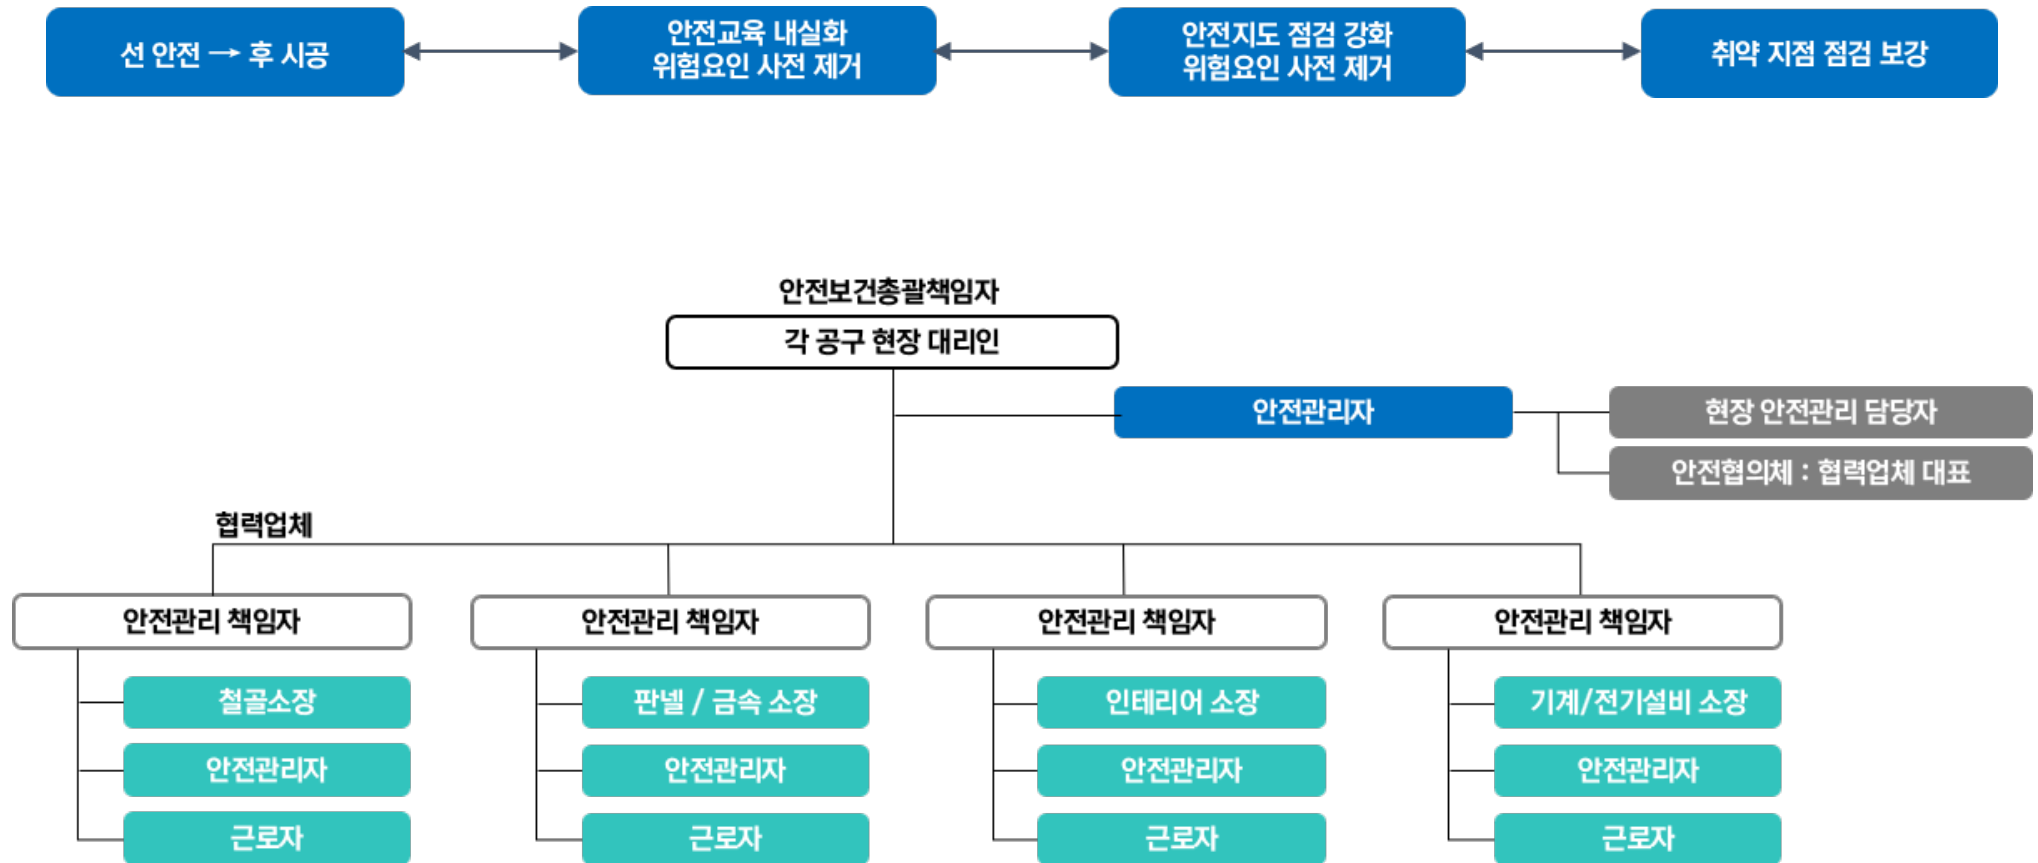 선 안전 → 후 시공
안전교육 내실화
위험요인 사전 제거
안전지도 점검 강화
위험요인 사전 제거
취약 지점 점검 보강
안전보건총괄책임자
각 공구 현장 대리인
안전관리자
현장 안전관리 담당자
안전협의체 : 협력업체 대표
협력업체
안전관리 책임자
철골소장
안전관리자
근로자
안전관리 책임자
판넬 / 금속 소장
안전관리자
근로자
안전관리 책임자
인테리어 소장
안전관리자
근로자
안전관리 책임자
기계/전기설비 소장
안전관리자
근로자